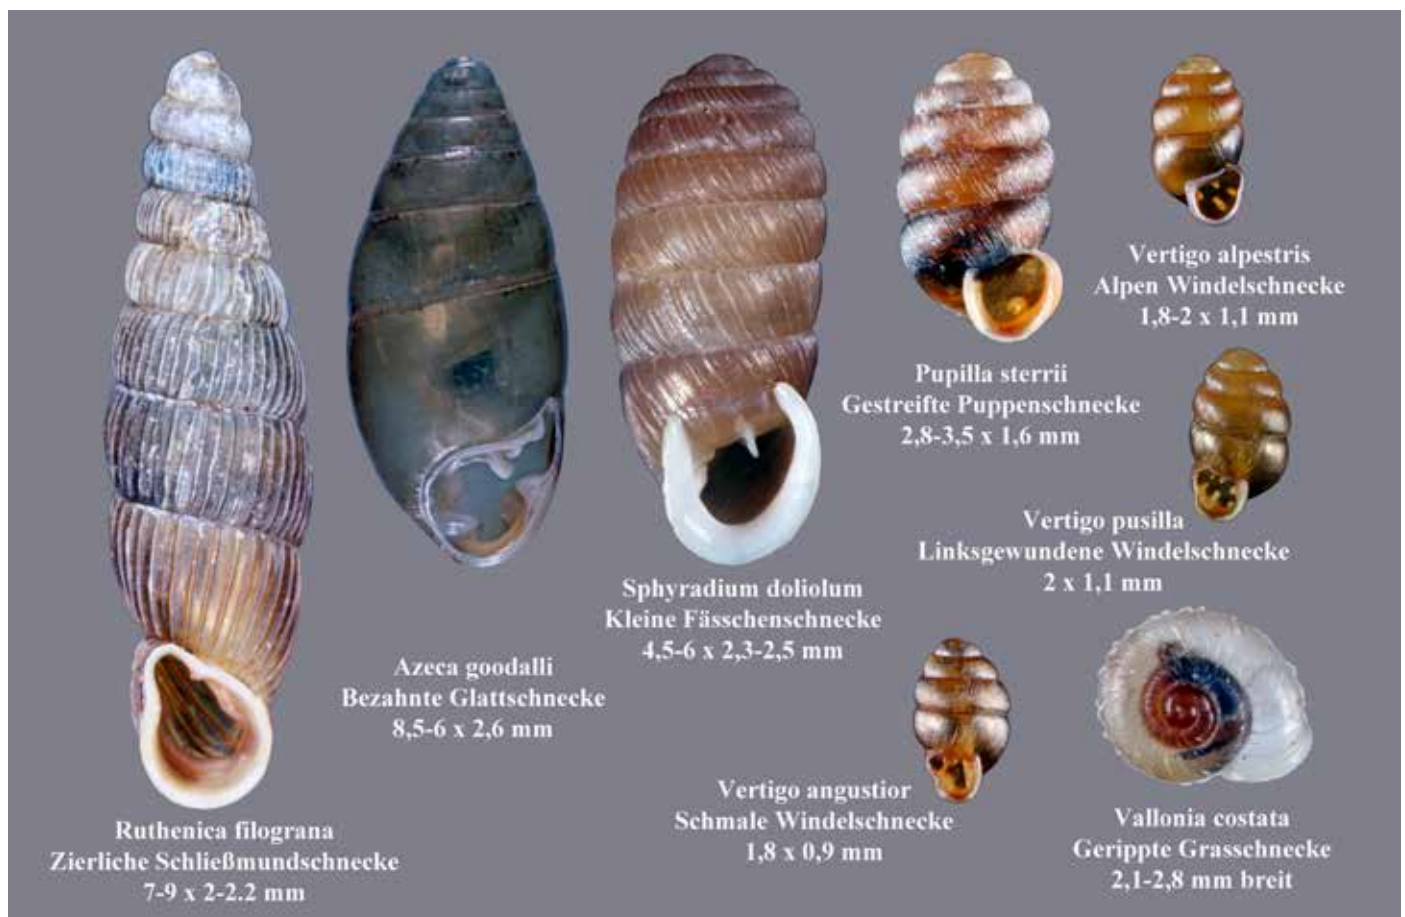 Vertigo alpestris
Alpen Windelschnecke
1,8-2 x 1,1 mm
Pupilla sterrii
Gestreifte Puppenschnecke
2,8-3,5 x 1,6 mm
Vertigo pusilla
Linksgewundene Windelschnecke
2 x 1,1 mm
Sphyradium doliolum
Kleine Fässchenschnecke
4,5-6 x 2,3-2,5 mm
Azeca goodalli
Bezahnte Glattschnecke
8,5-6 x 2,6 mm
Vertigo angustior
Schmale Windelschnecke
1,8 x 0,9 mm
Vallonia costata
Gerippte Grasschnecke
2,1-2,8 mm breit
Ruthenica filograna
Zierliche Schließmundschnecke
7-9 x 2-2.2 mm